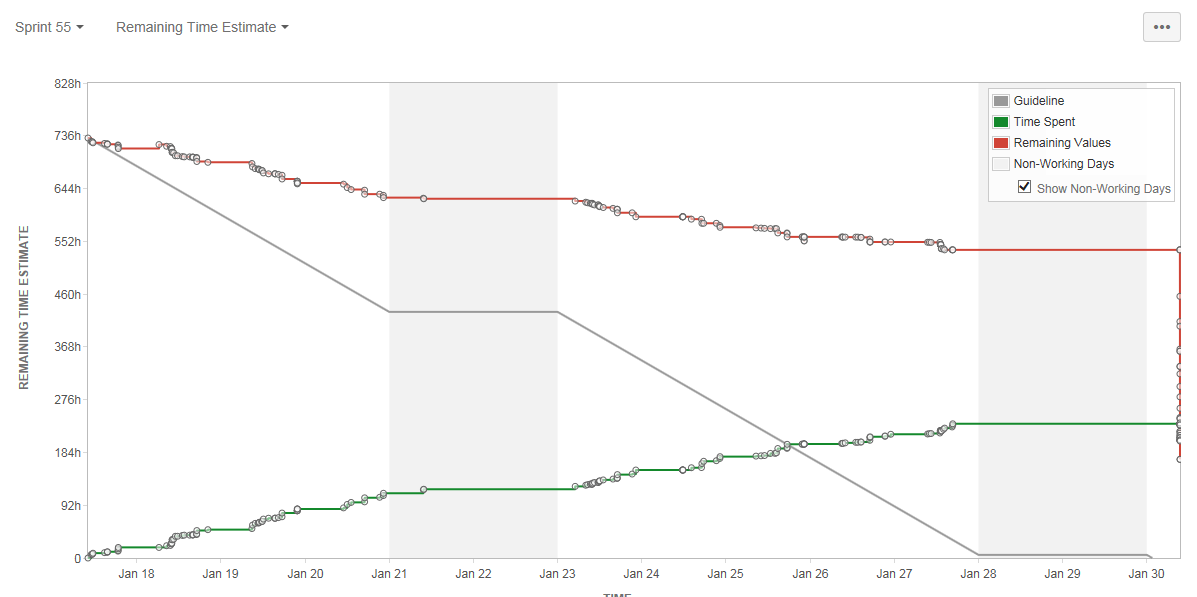 Sprint 55 Remaining Time Estimate
828h
736h
644h
552h
460h
368h
276h
184h
92h
0
REMAINING TIME ESTIMATE
Guideline
Time Spent
Remaining Values
Non-Working Days
Show Non-Working Days
Jan 18 Jan 19 Jan 20 Jan 21 Jan 22 Jan 23 Jan 24 Jan 25 Jan 26 Jan 27 Jan 28 Jan 29 Jan 30
TIME